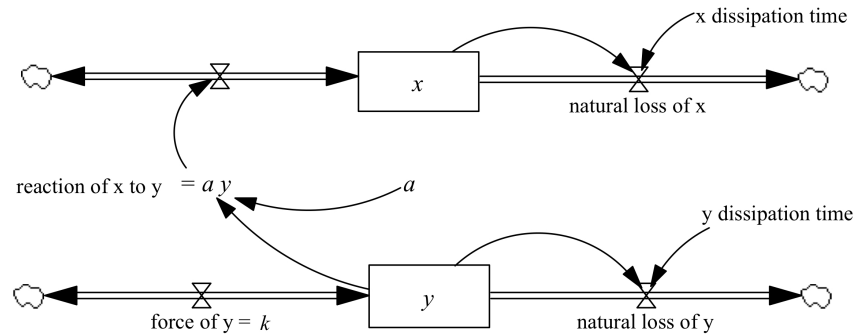 x dissipation time
x
natural loss of x
reaction of x to y = a y
a
y dissipation time
y
force of y = k
natural loss of y